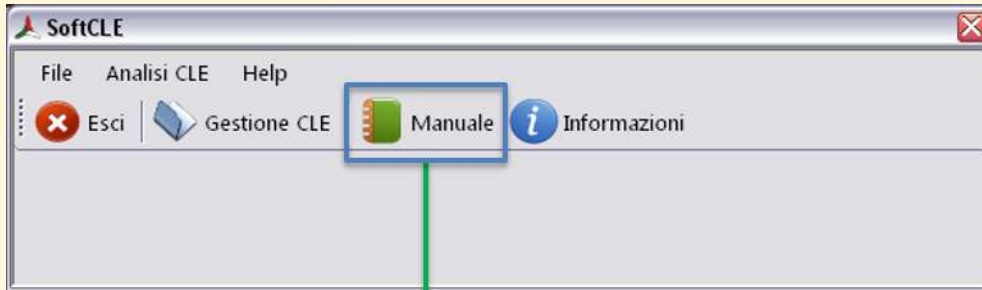 SoftCLE
File Analisi CLE Help
Esci Gestione CLE Manuale Informazioni